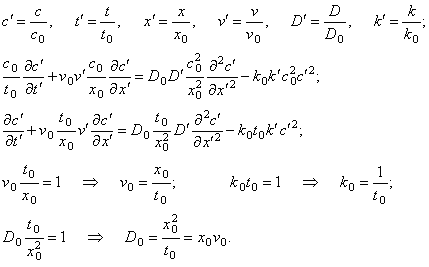 c′ = c/c₀, t′ = t/t₀, x′ = x/x₀, v′ = v/v₀, D′ = D/D₀, k′ = k/k₀;
c₀/t₀ ∂c′/∂t′ + v₀v′ c₀/x₀ ∂c′/∂x′ = D₀D′ c₀²/x₀² ∂²c′/∂x′² − k₀k′c₀²c′²;
∂c′/∂t′ + v₀ t₀/x₀ v′ ∂c′/∂x′ = D₀ t₀/x₀² D′ ∂²c′/∂x′² − k₀t₀k′c′²;
v₀ t₀/x₀ = 1 ⇒ v₀ = x₀/t₀; k₀t₀ = 1 ⇒ k₀ = 1/t₀;
D₀ t₀/x₀² = 1 ⇒ D₀ = x₀²/t₀ = x₀v₀.